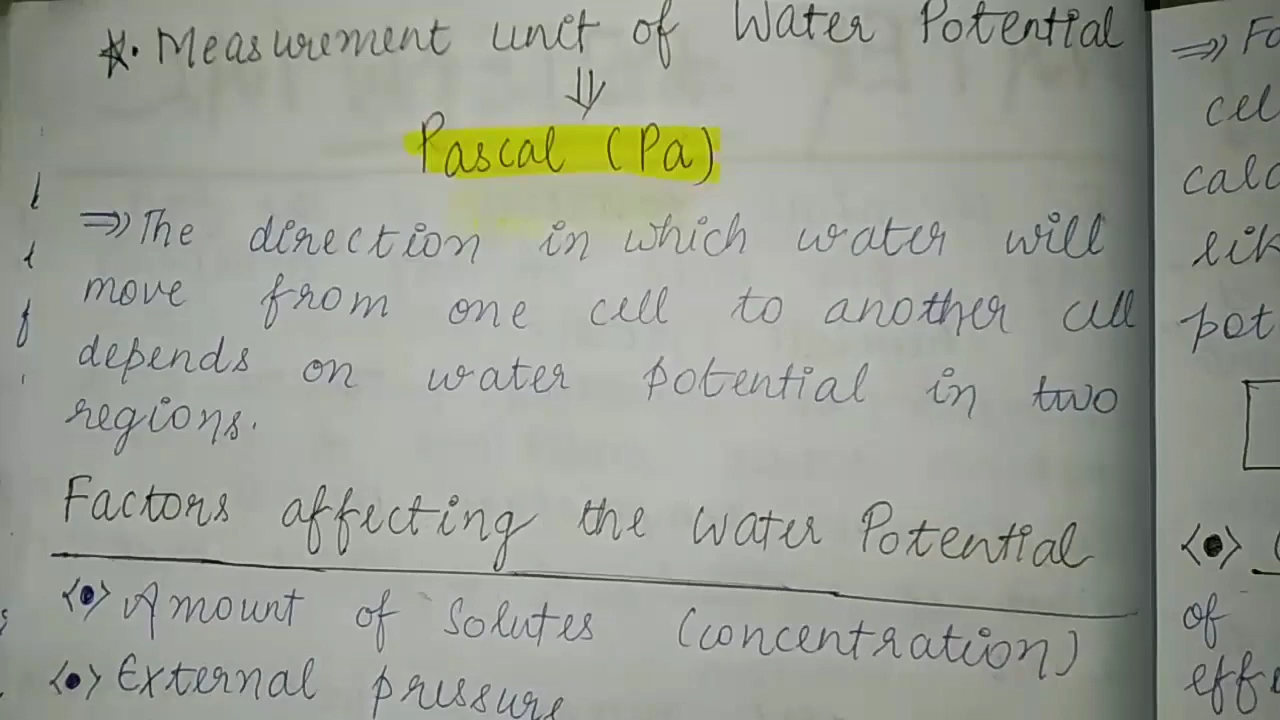 ☆. Measurement unit of Water Potential
⇓
Pascal (Pa)
⇒ The direction in which water will
move from one cell to another cell
depends on water potential in two
regions.
Factors affecting the Water Potential
<•> Amount of Solutes (concentration)
<•> External pressure
⇒
<•>
of